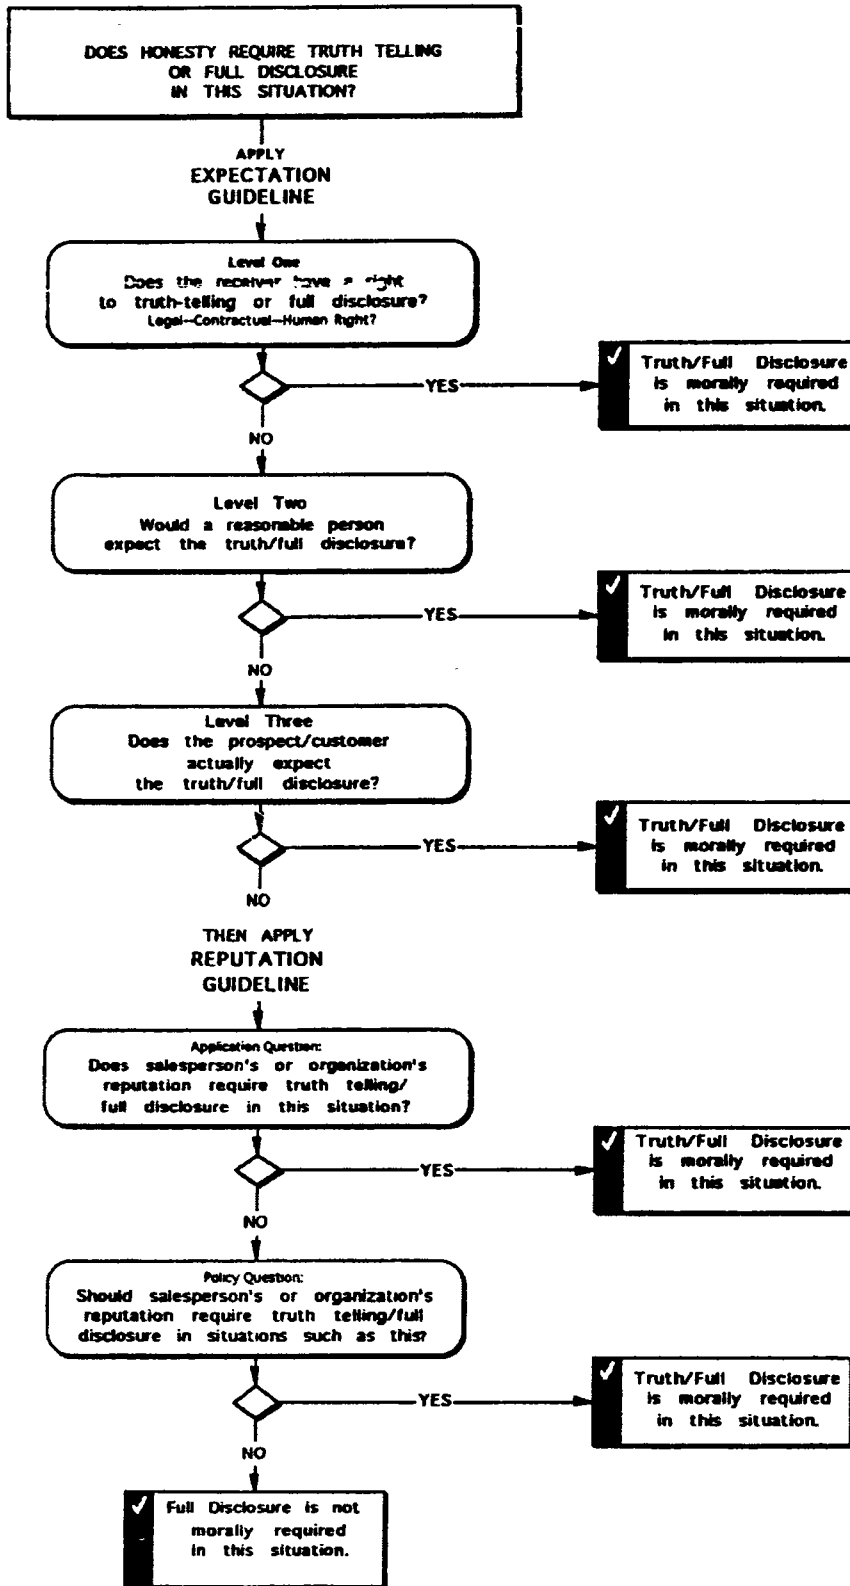 DOES HONESTY REQUIRE TRUTH TELLING
OR FULL DISCLOSURE
IN THIS SITUATION?
APPLY
EXPECTATION
GUIDELINE
Level One
Does the receiver have a right
to truth-telling or full disclosure?
Legal--Contractual--Human Right?
YES
Truth/Full Disclosure
is morally required
in this situation.
NO
Level Two
Would a reasonable person
expect the truth/full disclosure?
YES
Truth/Full Disclosure
is morally required
in this situation.
NO
Level Three
Does the prospect/customer
actually expect
the truth/full disclosure?
YES
Truth/Full Disclosure
is morally required
in this situation.
NO
THEN APPLY
REPUTATION
GUIDELINE
Application Question:
Does salesperson's or organization's
reputation require truth telling/
full disclosure in this situation?
YES
Truth/Full Disclosure
is morally required
in this situation.
NO
Policy Question:
Should salesperson's or organization's
reputation require truth telling/full
disclosure in situations such as this?
YES
Truth/Full Disclosure
is morally required
in this situation.
NO
Full Disclosure is not
morally required
in this situation.